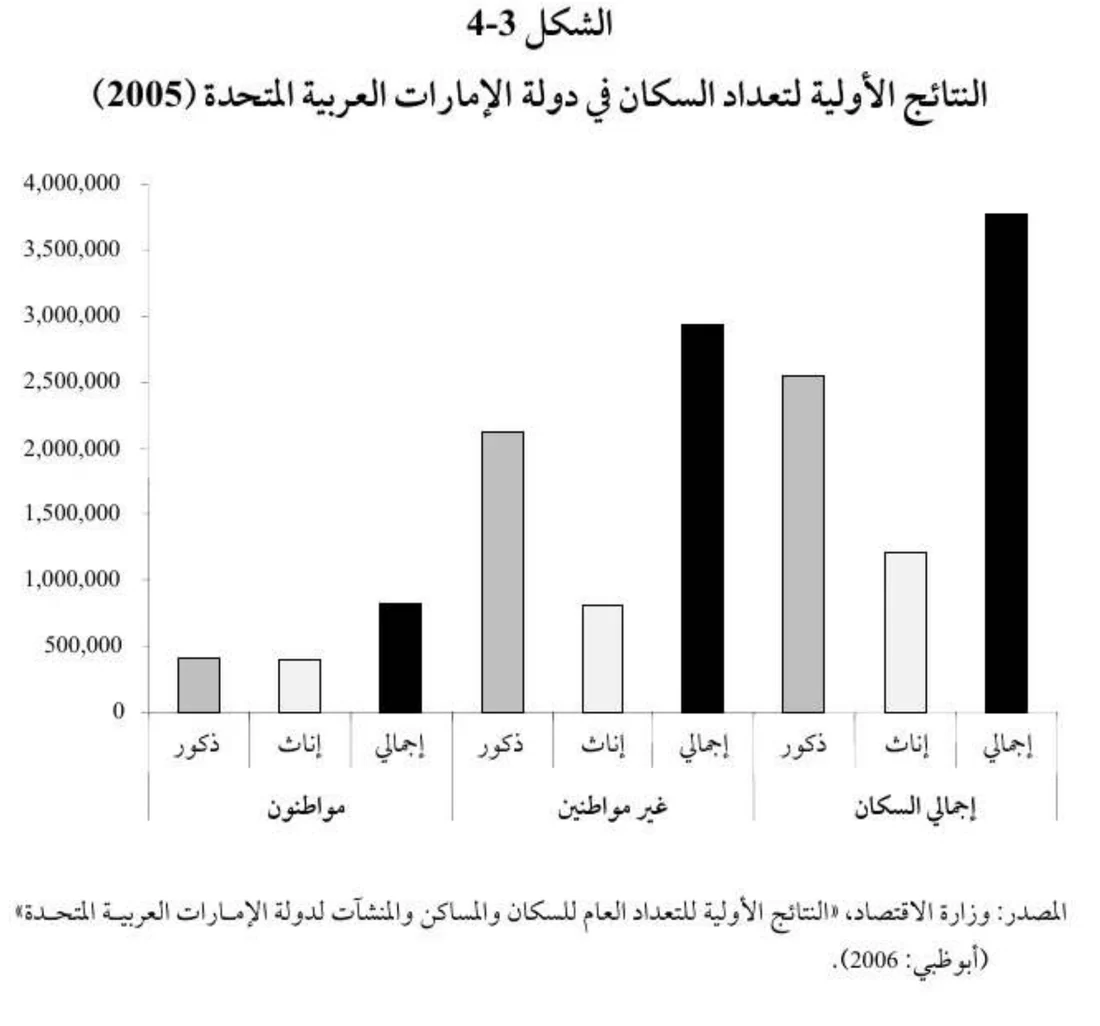 الشكل 3-4
النتائج الأولية لتعداد السكان في دولة الإمارات العربية المتحدة (2005)
4,000,000
3,500,000
3,000,000
2,500,000
2,000,000
1,500,000
1,000,000
500,000
0
ذكور إناث إجمالي ذكور إناث إجمالي ذكور إناث إجمالي
مواطنون غير مواطنين إجمالي السكان
المصدر: وزارة الاقتصاد، «النتائج الأولية للتعداد العام للسكان والمساكن والمنشآت لدولة الإمـارات العربيـة المتحـدة»
(أبوظبي: 2006).